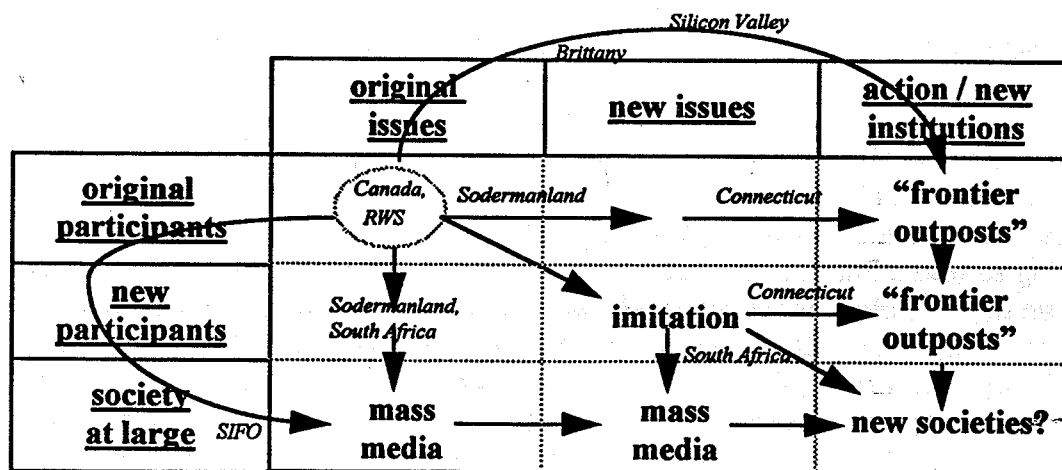 Silicon Valley
Brittany
original
issues
new issues
action / new
institutions
original
participants
Canada,
RWS
Sodermanland
Connecticut
“frontier
outposts”
new
participants
Sodermanland,
South Africa
imitation
Connecticut
“frontier
outposts”
South Africa
society
at large
SIFO
mass
media
mass
media
new societies?